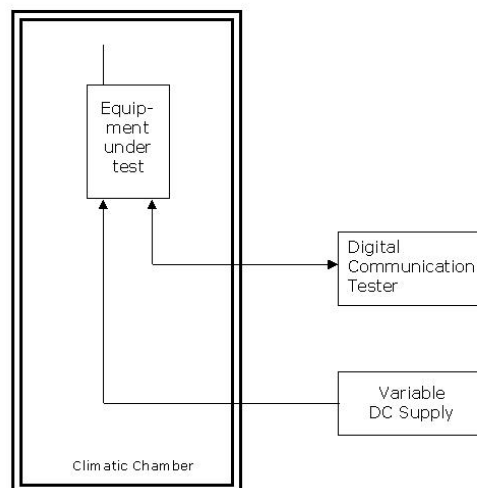 Equip-
ment
under
test
Digital
Communication
Tester
Variable
DC Supply
Climatic Chamber